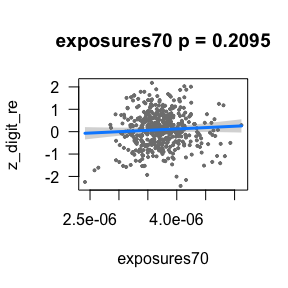 exposures70 p = 0.2095
z_digit_re
2
1
0
-1
-2
2.5e-06
4.0e-06
exposures70